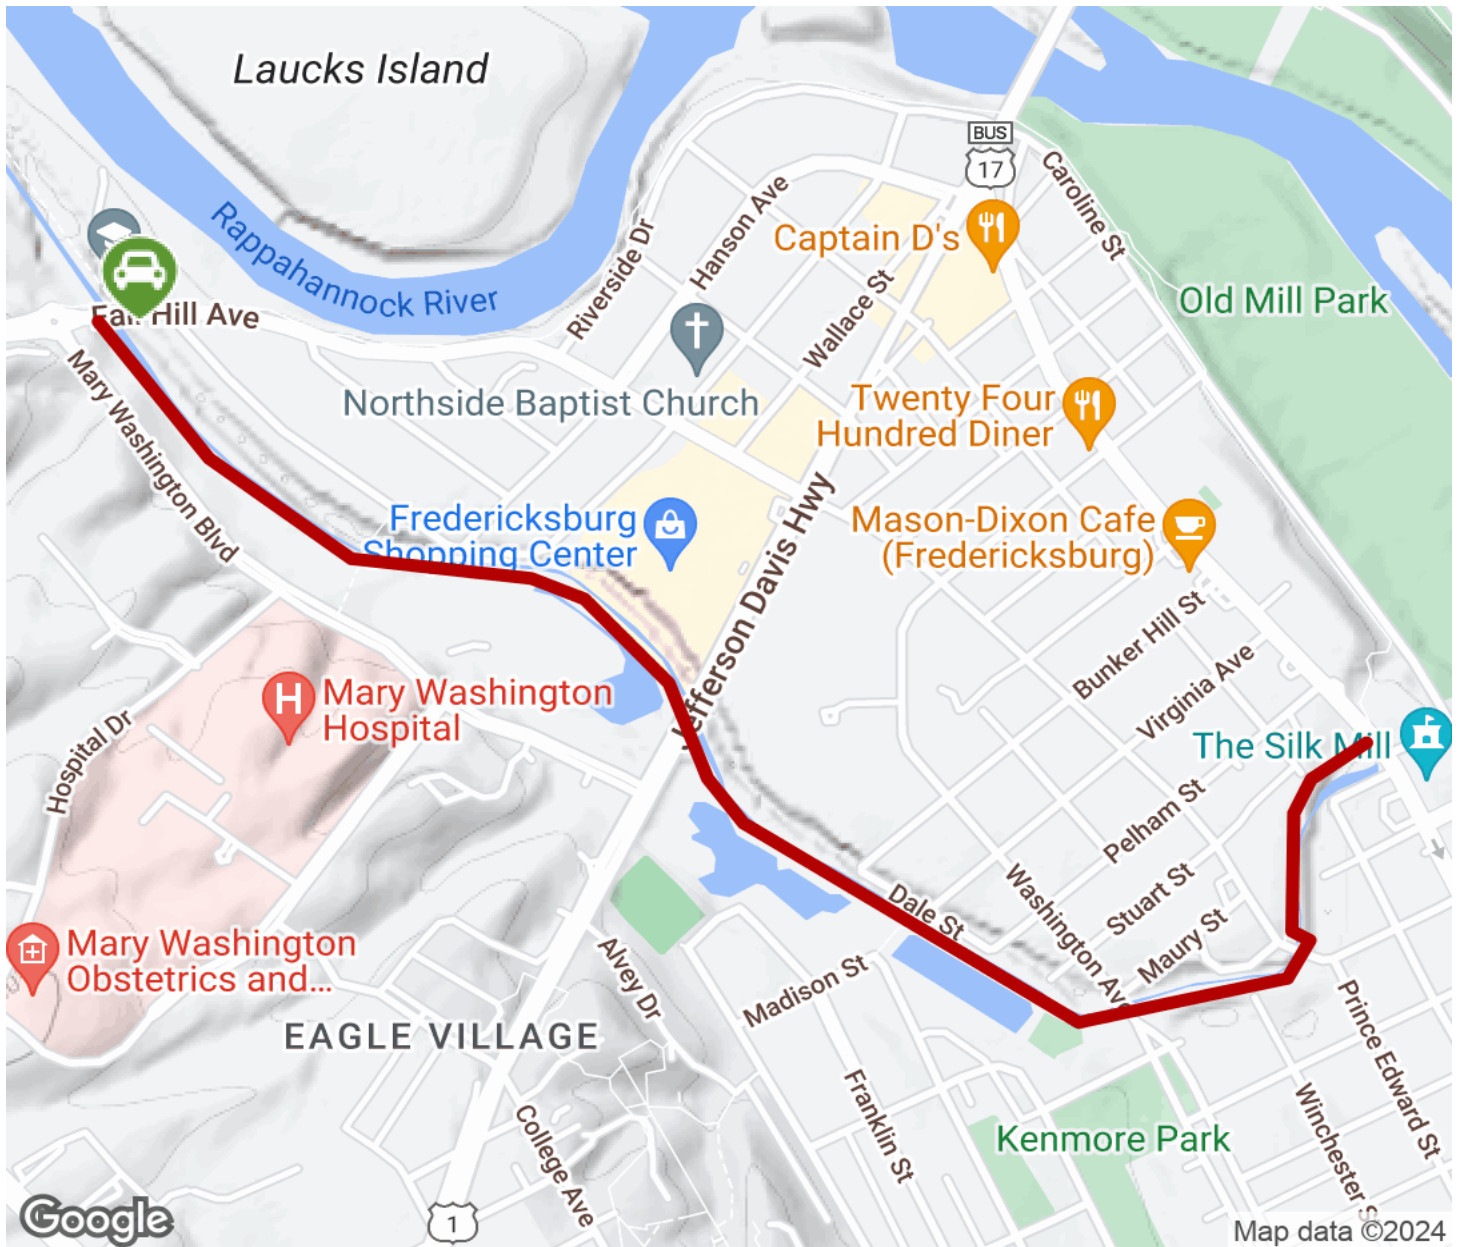 Laucks Island
BUS
17
Caroline St
Rappahannock River
Riverside Dr
Hanson Ave
Captain D's
Wallace St
Old Mill Park
Fall Hill Ave
Mary Washington Blvd
Northside Baptist Church
Twenty Four
Hundred Diner
Fredericksburg
Shopping Center
Jefferson Davis Hwy
Mason-Dixon Cafe
(Fredericksburg)
Bunker Hill St
Virginia Ave
Mary Washington
Hospital
Hospital Dr
The Silk Mill
Pelham St
Stuart St
Maury St
Washington Ave
Dale St
Mary Washington
Obstetrics and...
Alvey Dr
Madison St
EAGLE VILLAGE
Prince Edward St
Franklin St
Winchester S
College Ave
Kenmore Park
1
Google
Map data ©2024